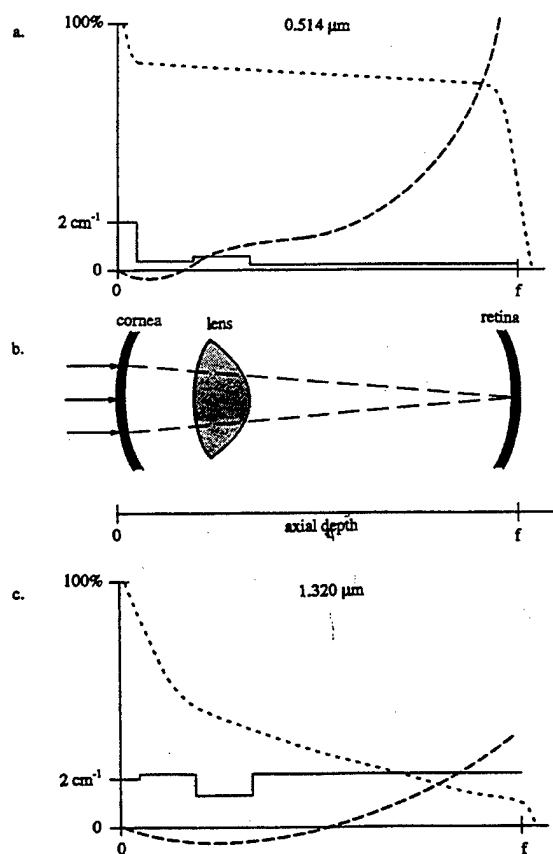 a.
100%
0.514 µm
2 cm⁻¹
0
0
f
b.
cornea
lens
retina
0
axial depth
f
c.
100%
1.320 µm
2 cm⁻¹
0
0
f